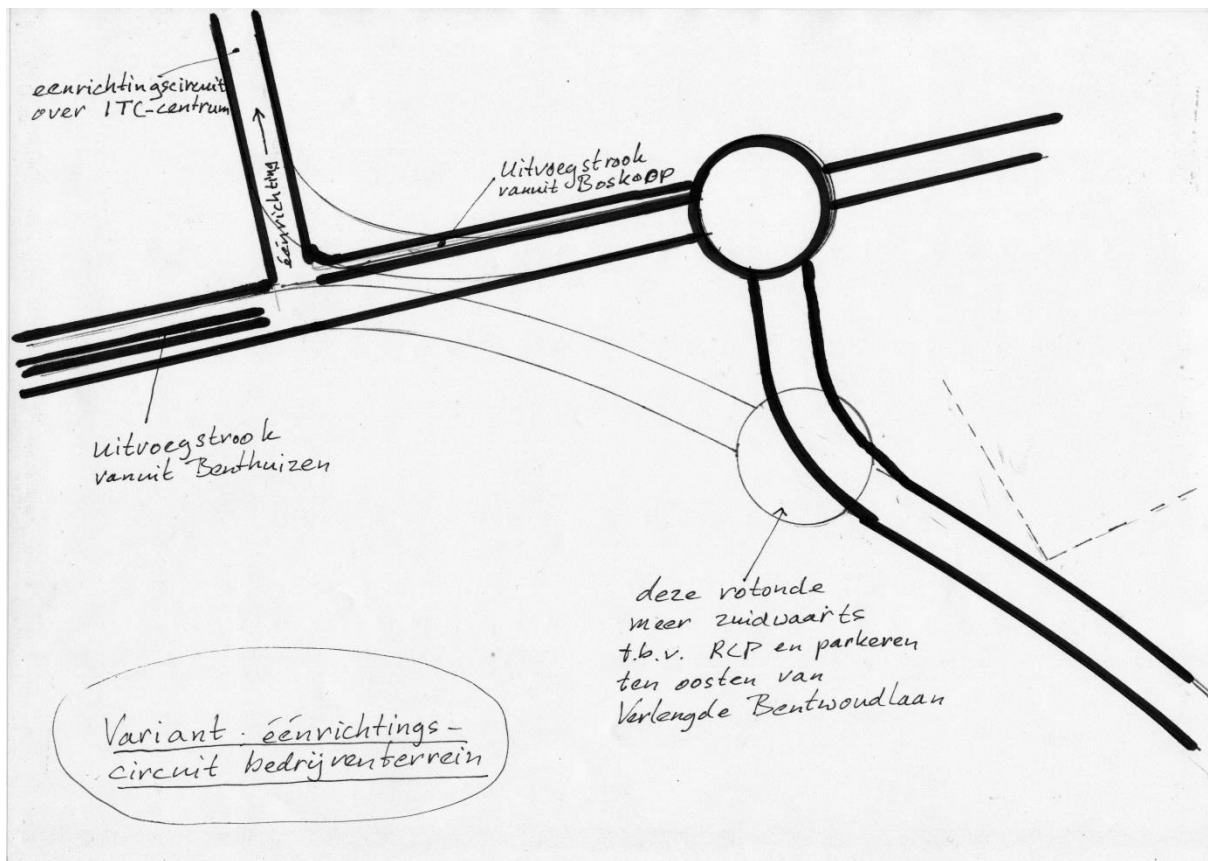 eenrichtingscircuit
over ITC-centrum
éénrichting
uitvoegstrook
vanuit Boskoop
uitvoegstrook
vanuit Benthuizen
deze rotonde
meer zuidwaarts
t.b.v. RCP en parkeren
ten oosten van
Verlengde Bentwoudlaan
Variant éénrichtings-
circuit bedrijventerrein